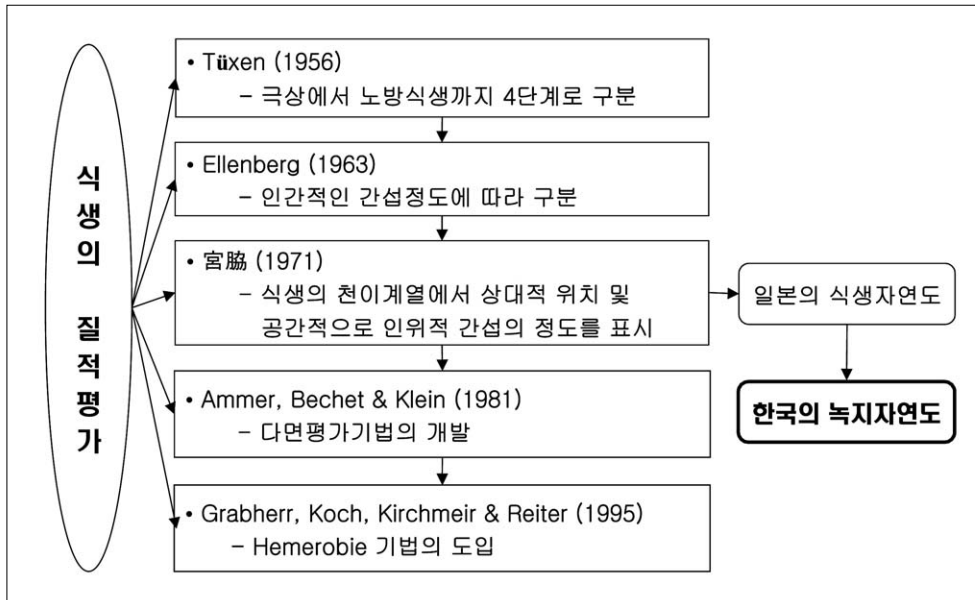 식생의 질적평가
• Tüxen (1956)
– 극상에서 노방식생까지 4단계로 구분
• Ellenberg (1963)
– 인간적인 간섭정도에 따라 구분
• 宮脇 (1971)
– 식생의 천이계열에서 상대적 위치 및
공간적으로 인위적 간섭의 정도를 표시
일본의 식생자연도
• Ammer, Bechet & Klein (1981)
– 다면평가기법의 개발
한국의 녹지자연도
• Grabherr, Koch, Kirchmeir & Reiter (1995)
– Hemerobie 기법의 도입